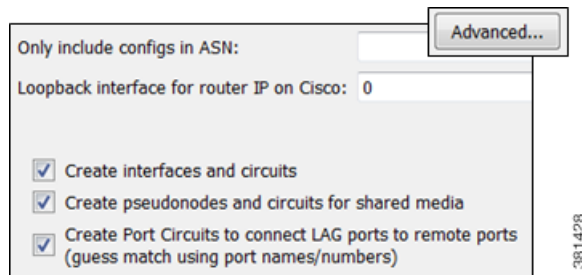 Advanced...
Only include configs in ASN:
Loopback interface for router IP on Cisco: 0
Create interfaces and circuits
Create pseudonodes and circuits for shared media
Create Port Circuits to connect LAG ports to remote ports
(guess match using port names/numbers)
381428